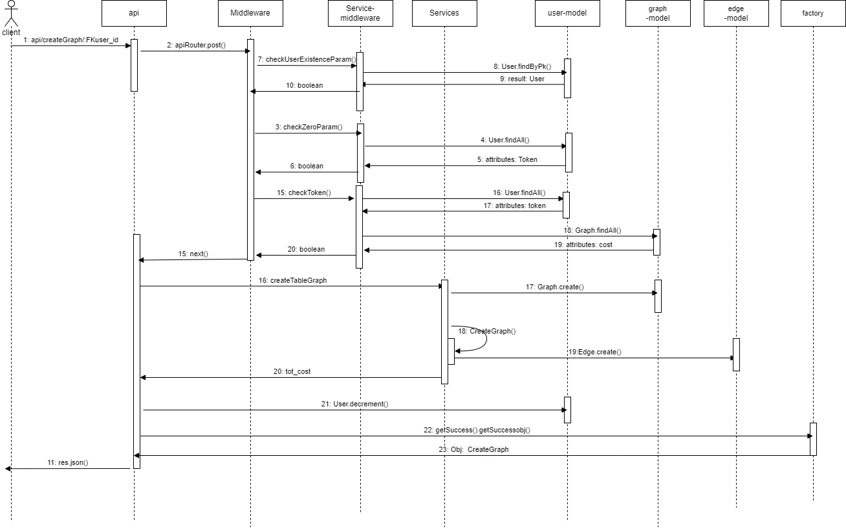 api
Middleware
Service-
middleware
Services
user-model
graph
-model
edge
-model
factory
client
1: api/createGraph/:FKuser_id
2: apiRouter.post()
7: checkUserExistenceParam()
8: User.findByPk()
9: result: User
10: boolean
3: checkZeroParam()
4: User.findAll()
5: attributes: Token
6: boolean
15: checkToken()
16: User.findAll()
17: attributes: token
18: Graph.findAll()
19: attributes: cost
20: boolean
15: next()
16: createTableGraph
17: Graph.create()
18: CreateGraph()
19:Edge.create()
20: tot_cost
21: User.decrement()
22: getSuccess().getSuccessobj()
23: Obj: CreateGraph
11: res.json()